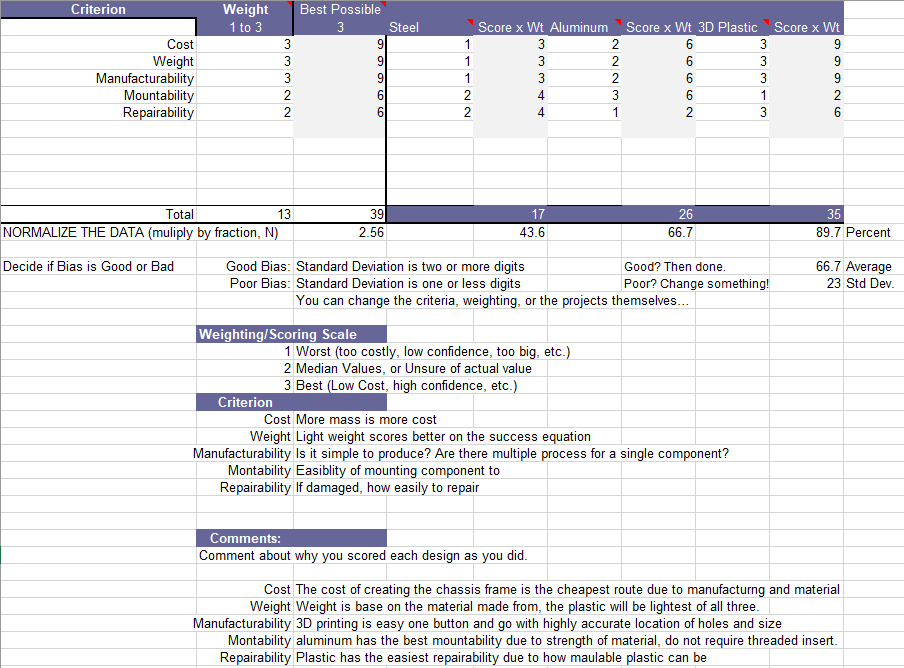 Criterion Weight Best Possible
1 to 3 3 Steel Score x Wt Aluminum Score x Wt 3D Plastic Score x Wt
Cost 3 9 1 3 2 6 3 9
Weight 3 9 1 3 2 6 3 9
Manufacturability 3 9 1 3 2 6 3 9
Mountability 2 6 2 4 3 6 1 2
Repairability 2 6 2 4 1 2 3 6
Total 13 39 17 26 35
NORMALIZE THE DATA (muliply by fraction, N) 2.56 43.6 66.7 89.7 Percent
Decide if Bias is Good or Bad Good Bias: Standard Deviation is two or more digits Good? Then done. 66.7 Average
Poor Bias: Standard Deviation is one or less digits Poor? Change something! 23 Std Dev.
You can change the criteria, weighting, or the projects themselves…
Weighting/Scoring Scale
1 Worst (too costly, low confidence, too big, etc.)
2 Median Values, or Unsure of actual value
3 Best (Low Cost, high confidence, etc.)
Criterion
Cost More mass is more cost
Weight Light weight scores better on the success equation
Manufacturability Is it simple to produce? Are there multiple process for a single component?
Montability Easiblity of mounting component to
Repairability If damaged, how easily to repair
Comments:
Comment about why you scored each design as you did.
Cost The cost of creating the chassis frame is the cheapest route due to manufacturng and material
Weight Weight is base on the material made from, the plastic will be lightest of all three.
Manufacturability 3D printing is easy one button and go with highly accurate location of holes and size
Montability aluminum has the best mountability due to strength of material, do not require threaded insert.
Repairability Plastic has the easiest repairability due to how maulable plastic can be